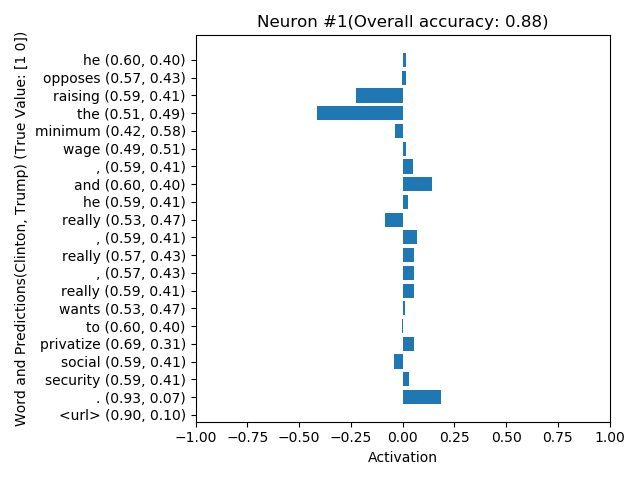 Neuron #1(Overall accuracy: 0.88)
Word and Predictions(Clinton, Trump) (True Value: [1 0])
he (0.60, 0.40)
opposes (0.57, 0.43)
raising (0.59, 0.41)
the (0.51, 0.49)
minimum (0.42, 0.58)
wage (0.49, 0.51)
, (0.59, 0.41)
and (0.60, 0.40)
he (0.59, 0.41)
really (0.53, 0.47)
, (0.59, 0.41)
really (0.57, 0.43)
, (0.57, 0.43)
really (0.59, 0.41)
wants (0.53, 0.47)
to (0.60, 0.40)
privatize (0.69, 0.31)
social (0.59, 0.41)
security (0.59, 0.41)
. (0.93, 0.07)
<url> (0.90, 0.10)
−1.00 −0.75 −0.50 −0.25 0.00 0.25 0.50 0.75 1.00
Activation